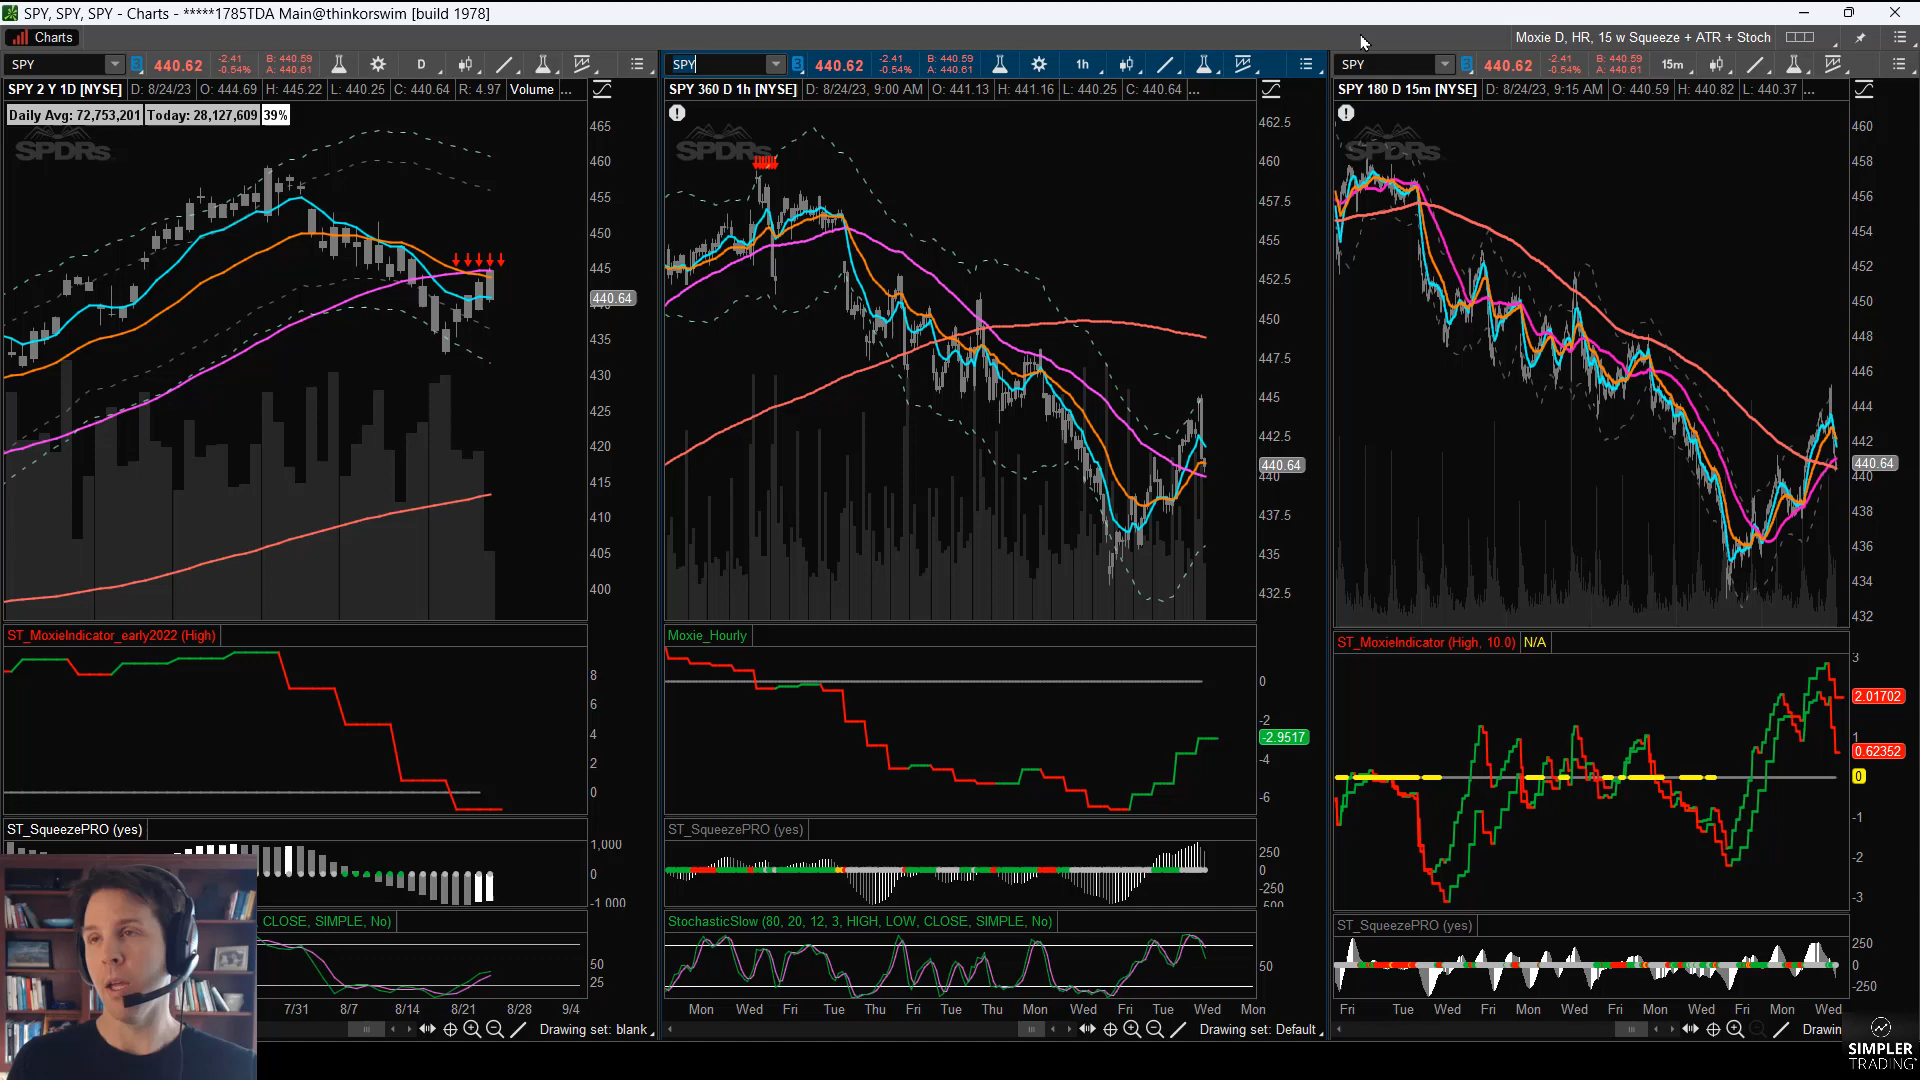 SPY, SPY, SPY - Charts - *****1785TDA Main@thinkorswim [build 1978]
Charts
Moxie D, HR, 15 w Squeeze + ATR + Stoch
SPY 440.62 -2.41 -0.54% B: 440.59 A: 440.61 D
SPY 440.62 -2.41 -0.54% B: 440.59 A: 440.61 1h
SPY 440.62 -2.41 -0.54% B: 440.59 A: 440.61 15m
SPY 2 Y 1D [NYSE] D: 8/24/23 O: 444.69 H: 445.22 L: 440.25 C: 440.64 R: 4.97 Volume ...
SPY 360 D 1h [NYSE] D: 8/24/23, 9:00 AM O: 441.13 H: 441.16 L: 440.25 C: 440.64 ...
SPY 180 D 15m [NYSE] D: 8/24/23, 9:15 AM O: 440.59 H: 440.82 L: 440.37 ...
Daily Avg: 72,753,201 Today: 28,127,609 39%
SPDRs
SPDRs
SPDRs
465
460
455
450
445
440.64
435
430
425
420
415
410
405
400
462.5
460
457.5
455
452.5
450
447.5
445
442.5
440.64
440
437.5
435
432.5
460
458
456
454
452
450
448
446
444
442
440.64
440
438
436
434
432
ST_MoxieIndicator_early2022 (High)
8
6
4
2
0
Moxie_Hourly
0
-2
-2.9517
-4
-6
ST_MoxieIndicator (High, 10.0) N/A
3
2.01702
1
0.62352
0
-1
-2
-3
ST_SqueezePRO (yes)
1,000
0
-1 000
ST_SqueezePRO (yes)
250
0
-250
-500
ST_SqueezePRO (yes)
250
0
-250
CLOSE, SIMPLE, No)
50
25
StochasticSlow (80, 20, 12, 3, HIGH, LOW, CLOSE, SIMPLE, No)
50
7/31 8/7 8/14 8/21 8/28 9/4
Mon Wed Fri Tue Thu Fri Tue Thu Mon Wed Fri Tue Wed Mon
Fri Tue Wed Fri Mon Wed Fri Mon Wed Fri Mon Wed
Drawing set: blank
Drawing set: Default
Drawin
SIMPLER
TRADING